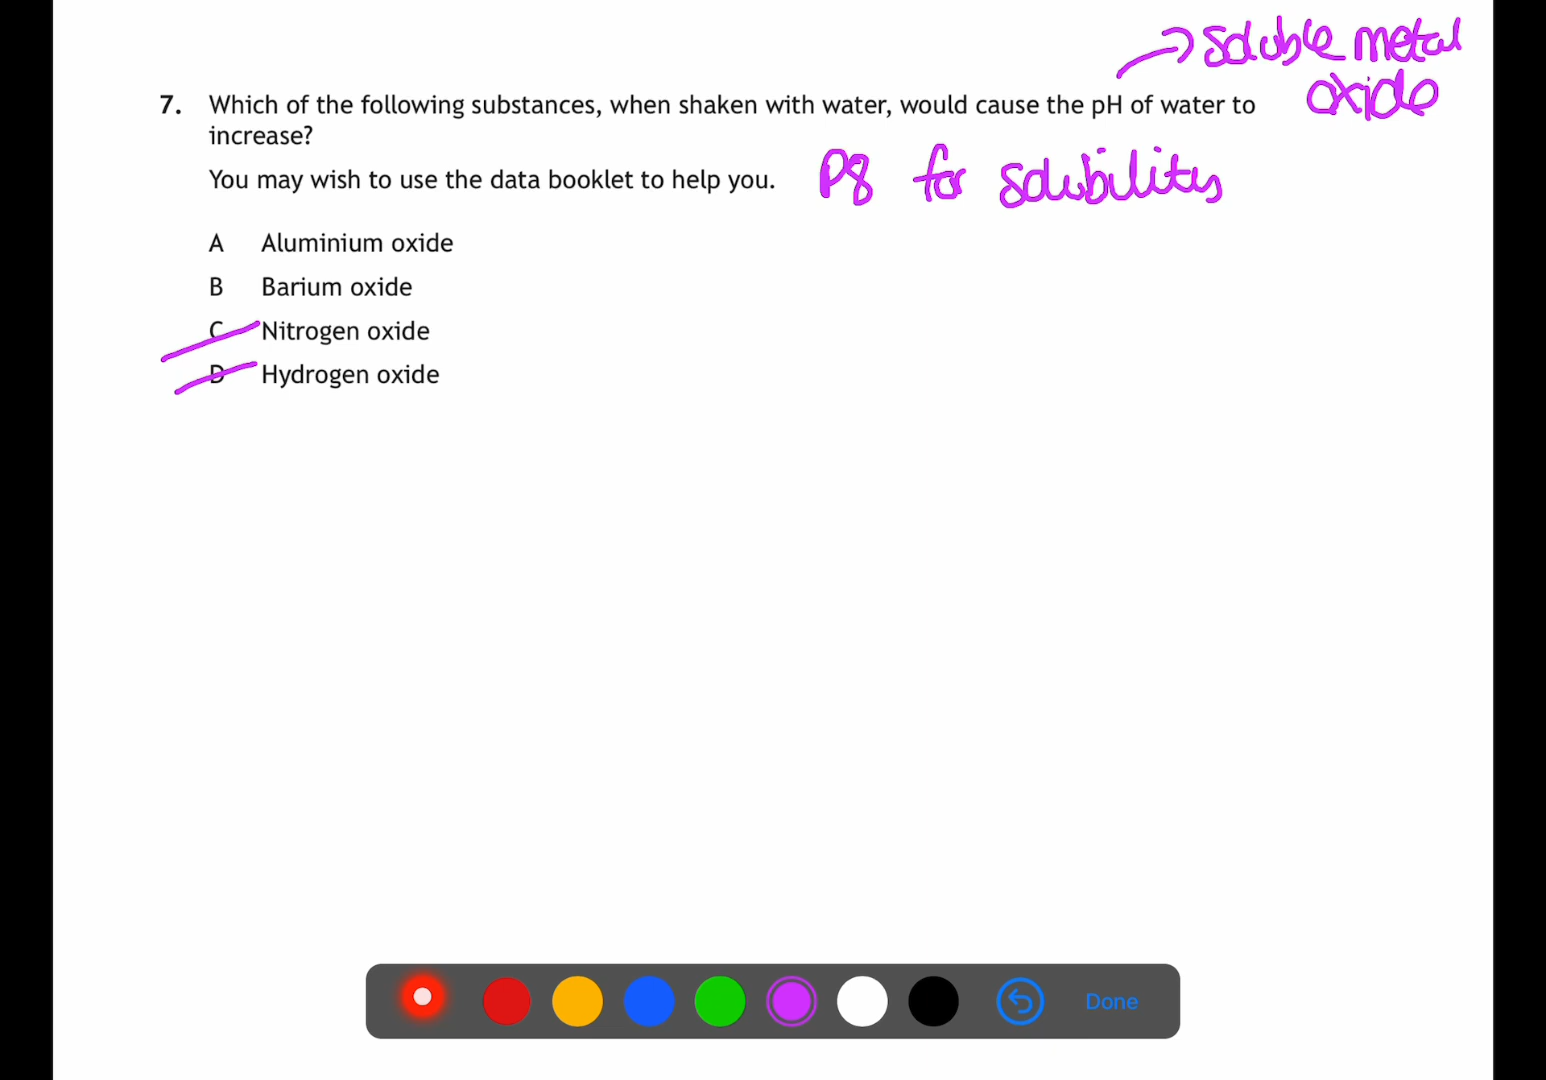 → soluble metal
oxide
7. Which of the following substances, when shaken with water, would cause the pH of water to
increase?
You may wish to use the data booklet to help you.
P8 for solubilitys
A Aluminium oxide
B Barium oxide
C Nitrogen oxide
D Hydrogen oxide
Done